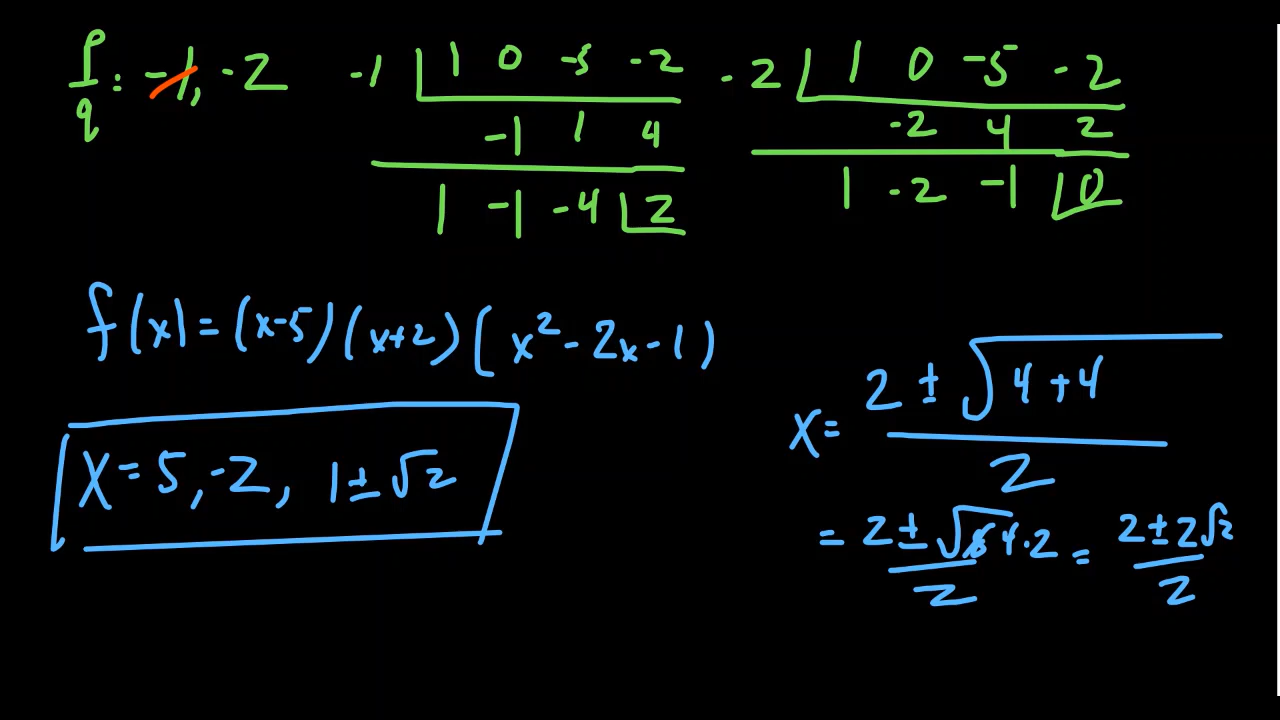 p/q : -1, -2
-1 | 1 0 -5 -2
-1 1 4
1 -1 -4 | 2
-2 | 1 0 -5 -2
-2 4 2
1 -2 -1 | 0
f(x) = (x-5)(x+2)(x² - 2x - 1)
x = (2 ± √(4+4))/2
= (2 ± √(4·2))/2 = (2 ± 2√2)/2
x = 5, -2, 1 ± √2